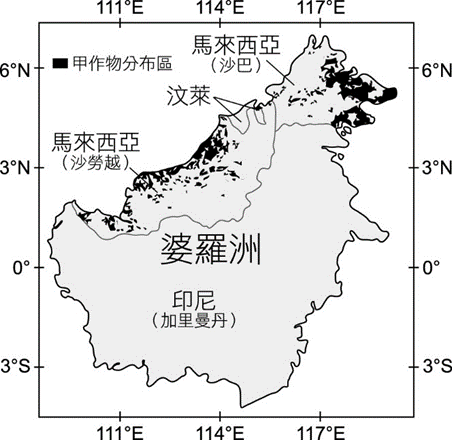 111°E 114°E 117°E
6°N 6°N
3°N 3°N
0° 0°
3°S 3°S
111°E 114°E 117°E
甲作物分布區
馬來西亞
（沙巴）
汶萊
馬來西亞
（沙勞越）
婆羅洲
印尼
（加里曼丹）